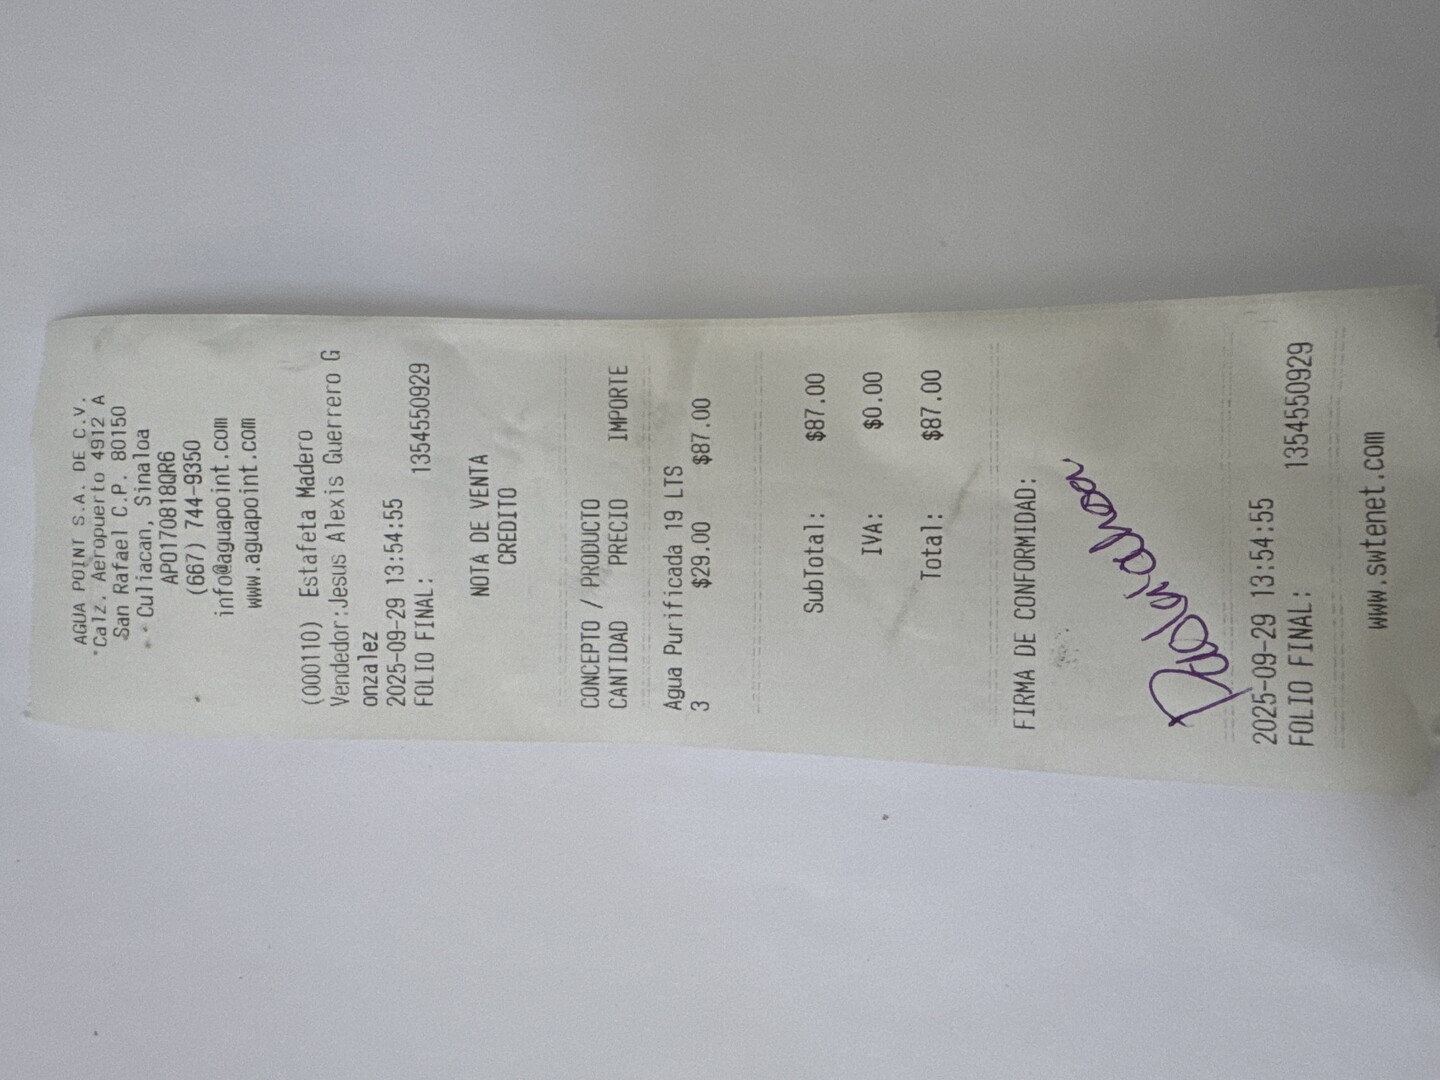 AGUA POINT S.A. DE C.V.
Calz. Aeropuerto 4912 A
San Rafael C.P. 80150
Culiacan, Sinaloa
APO170818QR6
(667) 744-9350
info@aguapoint.com
www.aguapoint.com
(000110) Estafeta Madero
Vendedor:Jesus Alexis Guerrero G
onzalez
2025-09-29 13:54:55
FOLIO FINAL: 1354550929
NOTA DE VENTA
CREDITO
CONCEPTO / PRODUCTO
CANTIDAD PRECIO IMPORTE
Agua Purificada 19 LTS
3 $29.00 $87.00
SubTotal: $87.00
IVA: $0.00
Total: $87.00
FIRMA DE CONFORMIDAD:
2025-09-29 13:54:55
FOLIO FINAL: 1354550929
www.swtenet.com